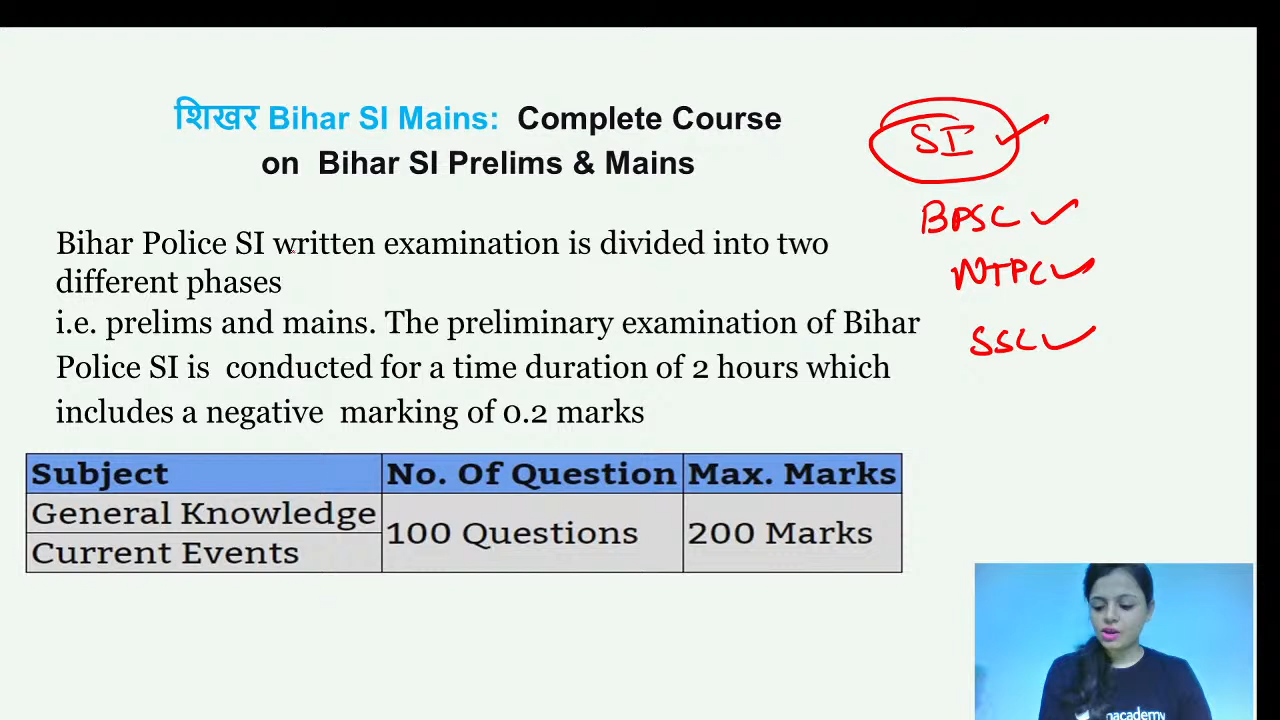 शिखर Bihar SI Mains: Complete Course
on Bihar SI Prelims & Mains
SI
BPSC
NTPC
SSC
Bihar Police SI written examination is divided into two
different phases
i.e. prelims and mains. The preliminary examination of Bihar
Police SI is conducted for a time duration of 2 hours which
includes a negative marking of 0.2 marks
Subject No. Of Question Max. Marks
General Knowledge
100 Questions 200 Marks
Current Events
nacademy